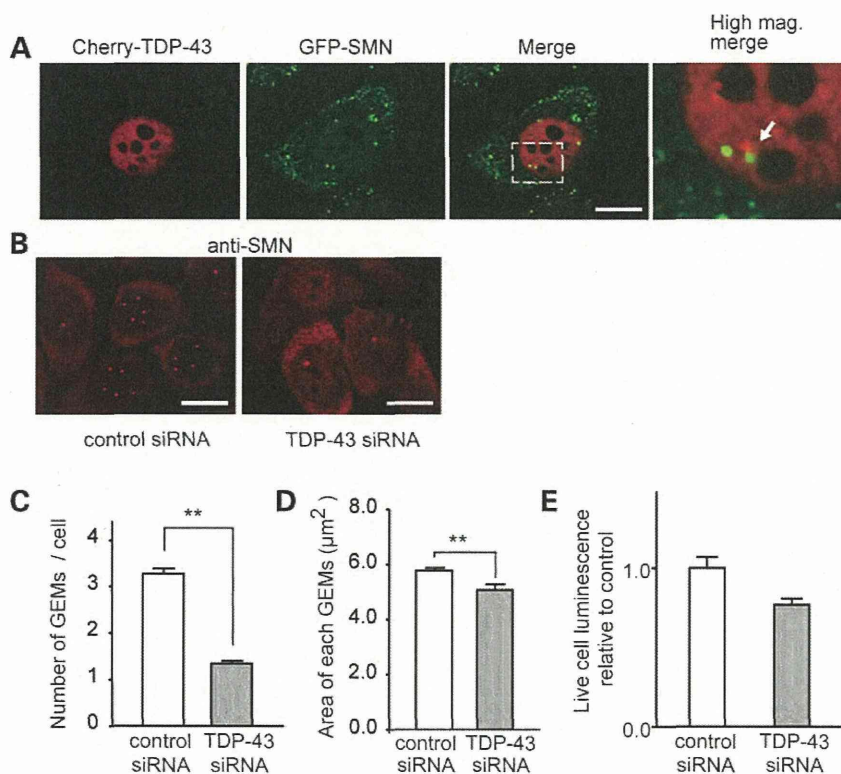 A
Cherry-TDP-43
GFP-SMN
Merge
High mag.
merge
B
anti-SMN
control siRNA
TDP-43 siRNA
C
Number of GEMs / cell
4
3
2
1
0
**
control
siRNA
TDP-43
siRNA
D
Area of each GEMs (µm²)
8.0
6.0
4.0
2.0
0.0
**
control
siRNA
TDP-43
siRNA
E
Live cell luminescence
relative to control
1.0
0.0
control
siRNA
TDP-43
siRNA